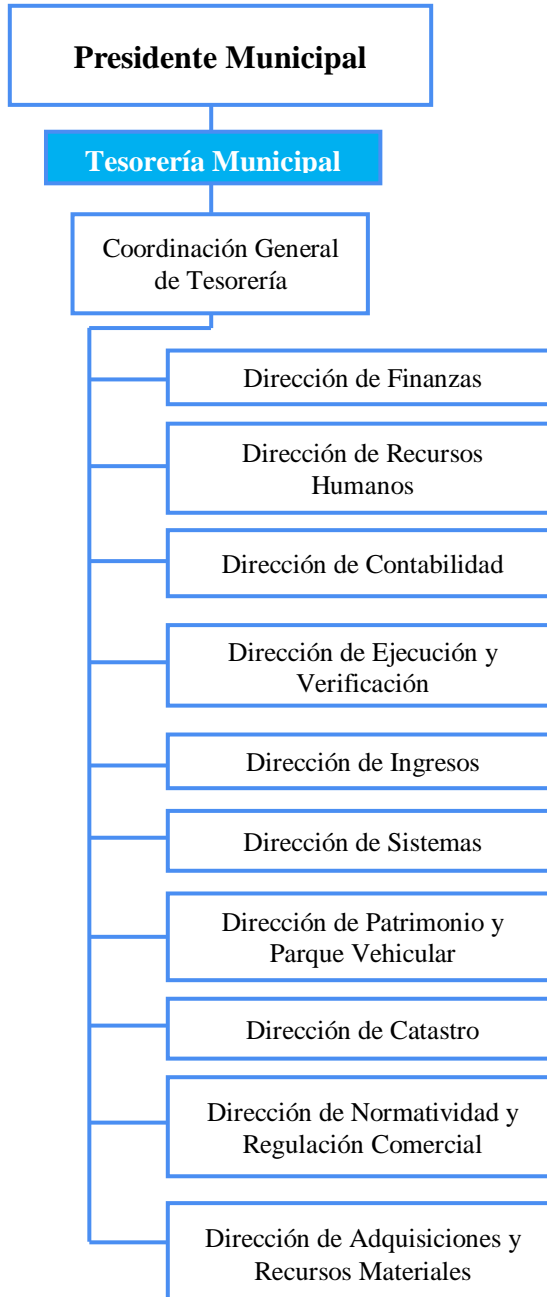 Presidente Municipal
Tesorería Municipal
Coordinación General
de Tesorería
Dirección de Finanzas
Dirección de Recursos
Humanos
Dirección de Contabilidad
Dirección de Ejecución y
Verificación
Dirección de Ingresos
Dirección de Sistemas
Dirección de Patrimonio y
Parque Vehicular
Dirección de Catastro
Dirección de Normatividad y
Regulación Comercial
Dirección de Adquisiciones y
Recursos Materiales